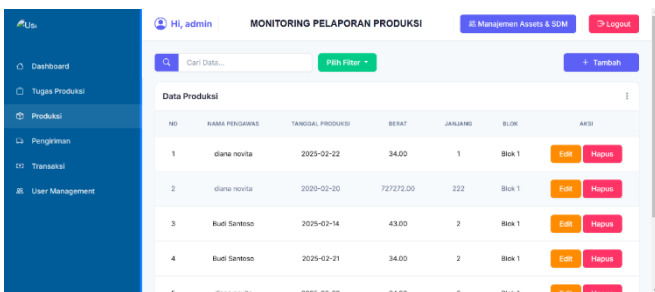 Usi
Hi, admin
MONITORING PELAPORAN PRODUKSI
Manajemen Assets & SDM
Logout
Dashboard
Tugas Produksi
Produksi
Pengiriman
Transaksi
User Management
Cari Data...
Pilih Filter
+ Tambah
Data Produksi
NO NAMA PENGAWAS TANGGAL PRODUKSI BERAT JANJANG BLOK AKSI
1 diana novita 2025-02-22 34.00 1 Blok 1 Edit Hapus
2 diana novita 2020-02-20 727272.00 222 Blok 1 Edit Hapus
3 Budi Santoso 2025-02-14 43.00 2 Blok 1 Edit Hapus
4 Budi Santoso 2025-02-21 34.00 2 Blok 1 Edit Hapus